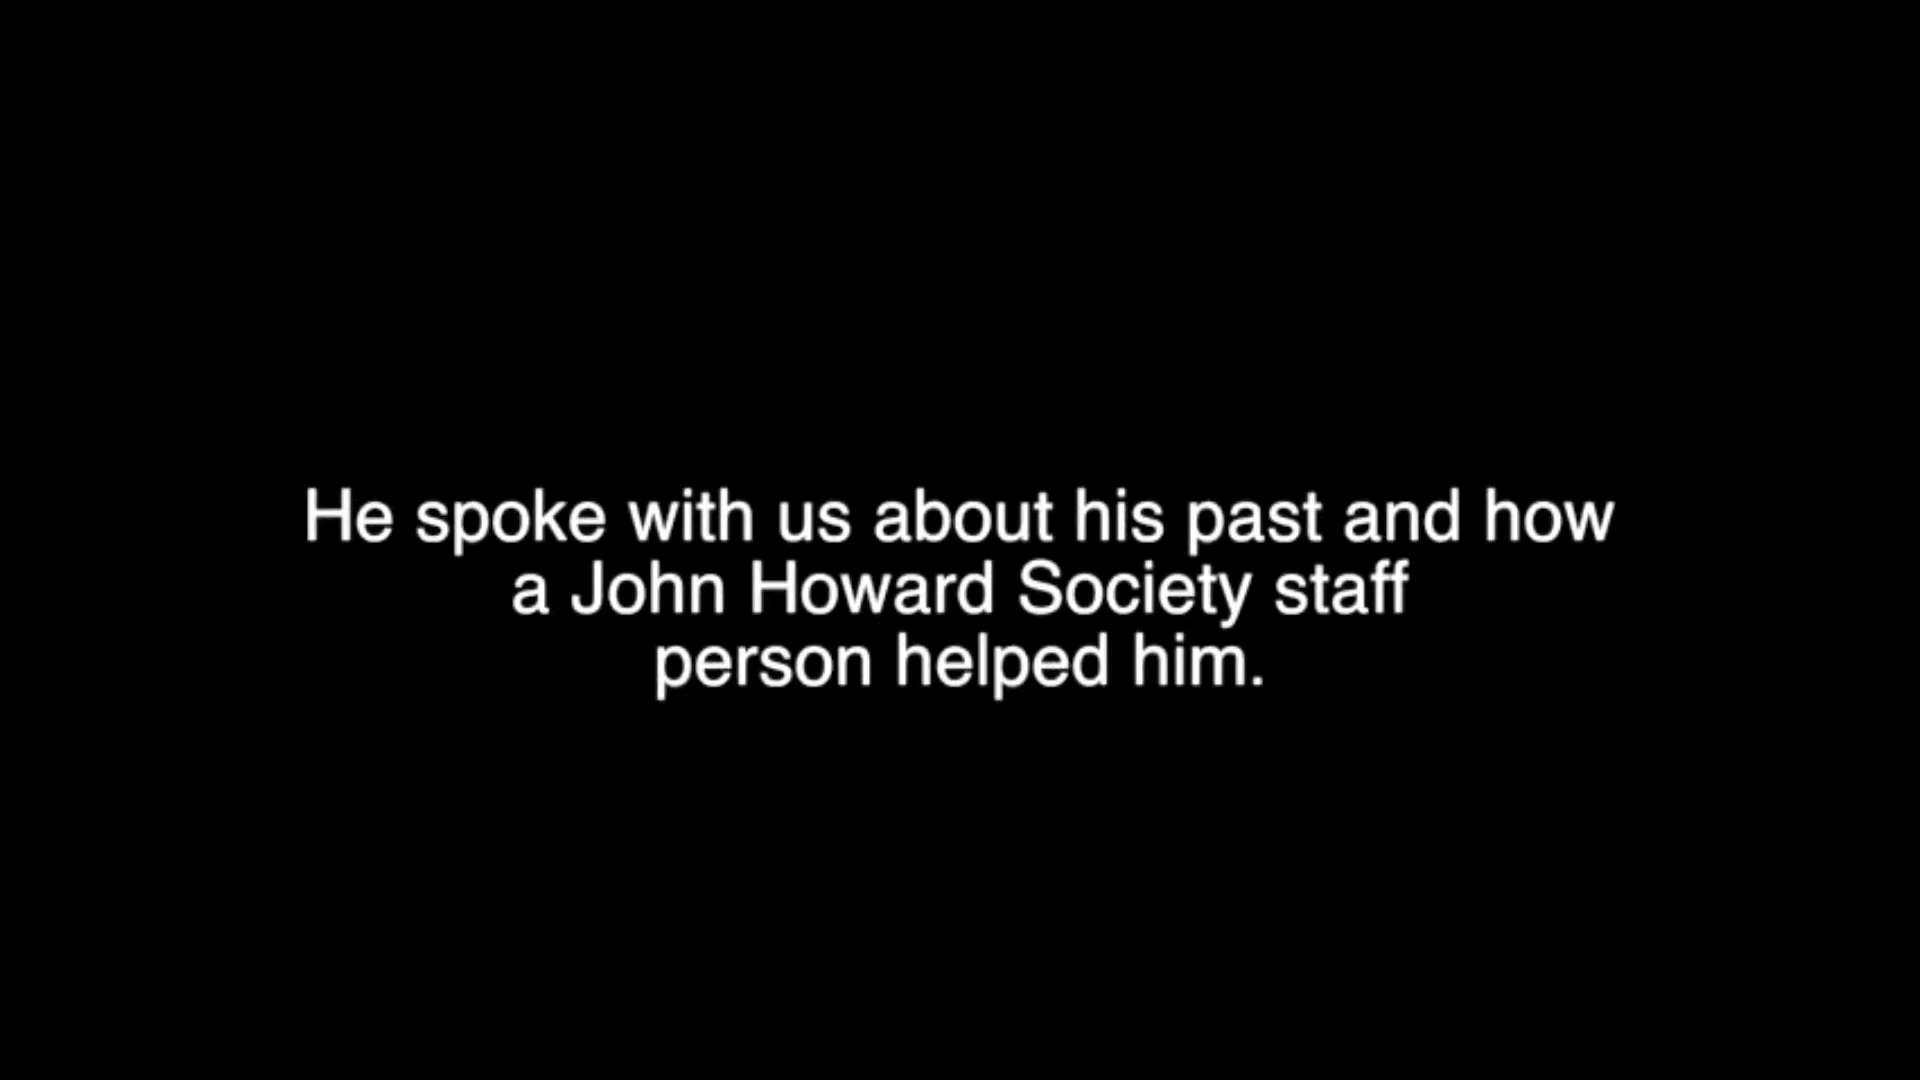 He spoke with us about his past and how
a John Howard Society staff
person helped him.